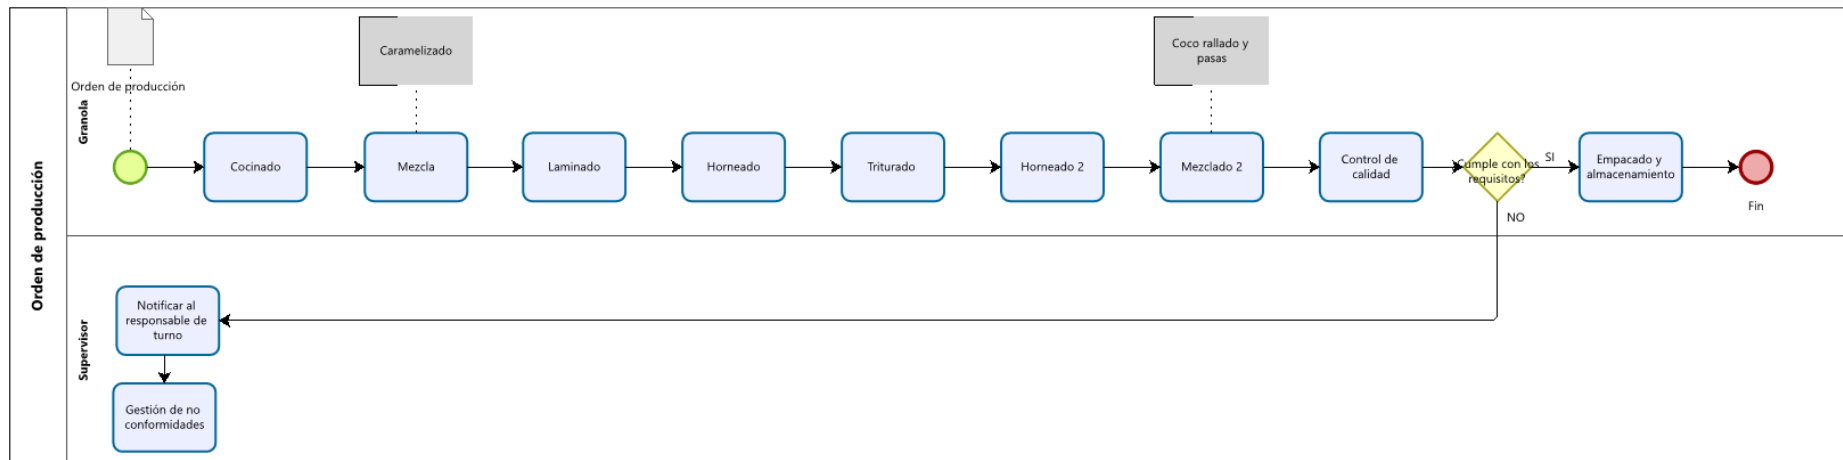 Orden de producción
Granola
Orden de producción
Caramelizado
Coco rallado y
pasas
Cocinado
Mezcla
Laminado
Horneado
Triturado
Horneado 2
Mezclado 2
Control de
calidad
Cumple con los
requisitos?
SI
NO
Empacado y
almacenamiento
Fin
Supervisor
Notificar al
responsable de
turno
Gestión de no
conformidades